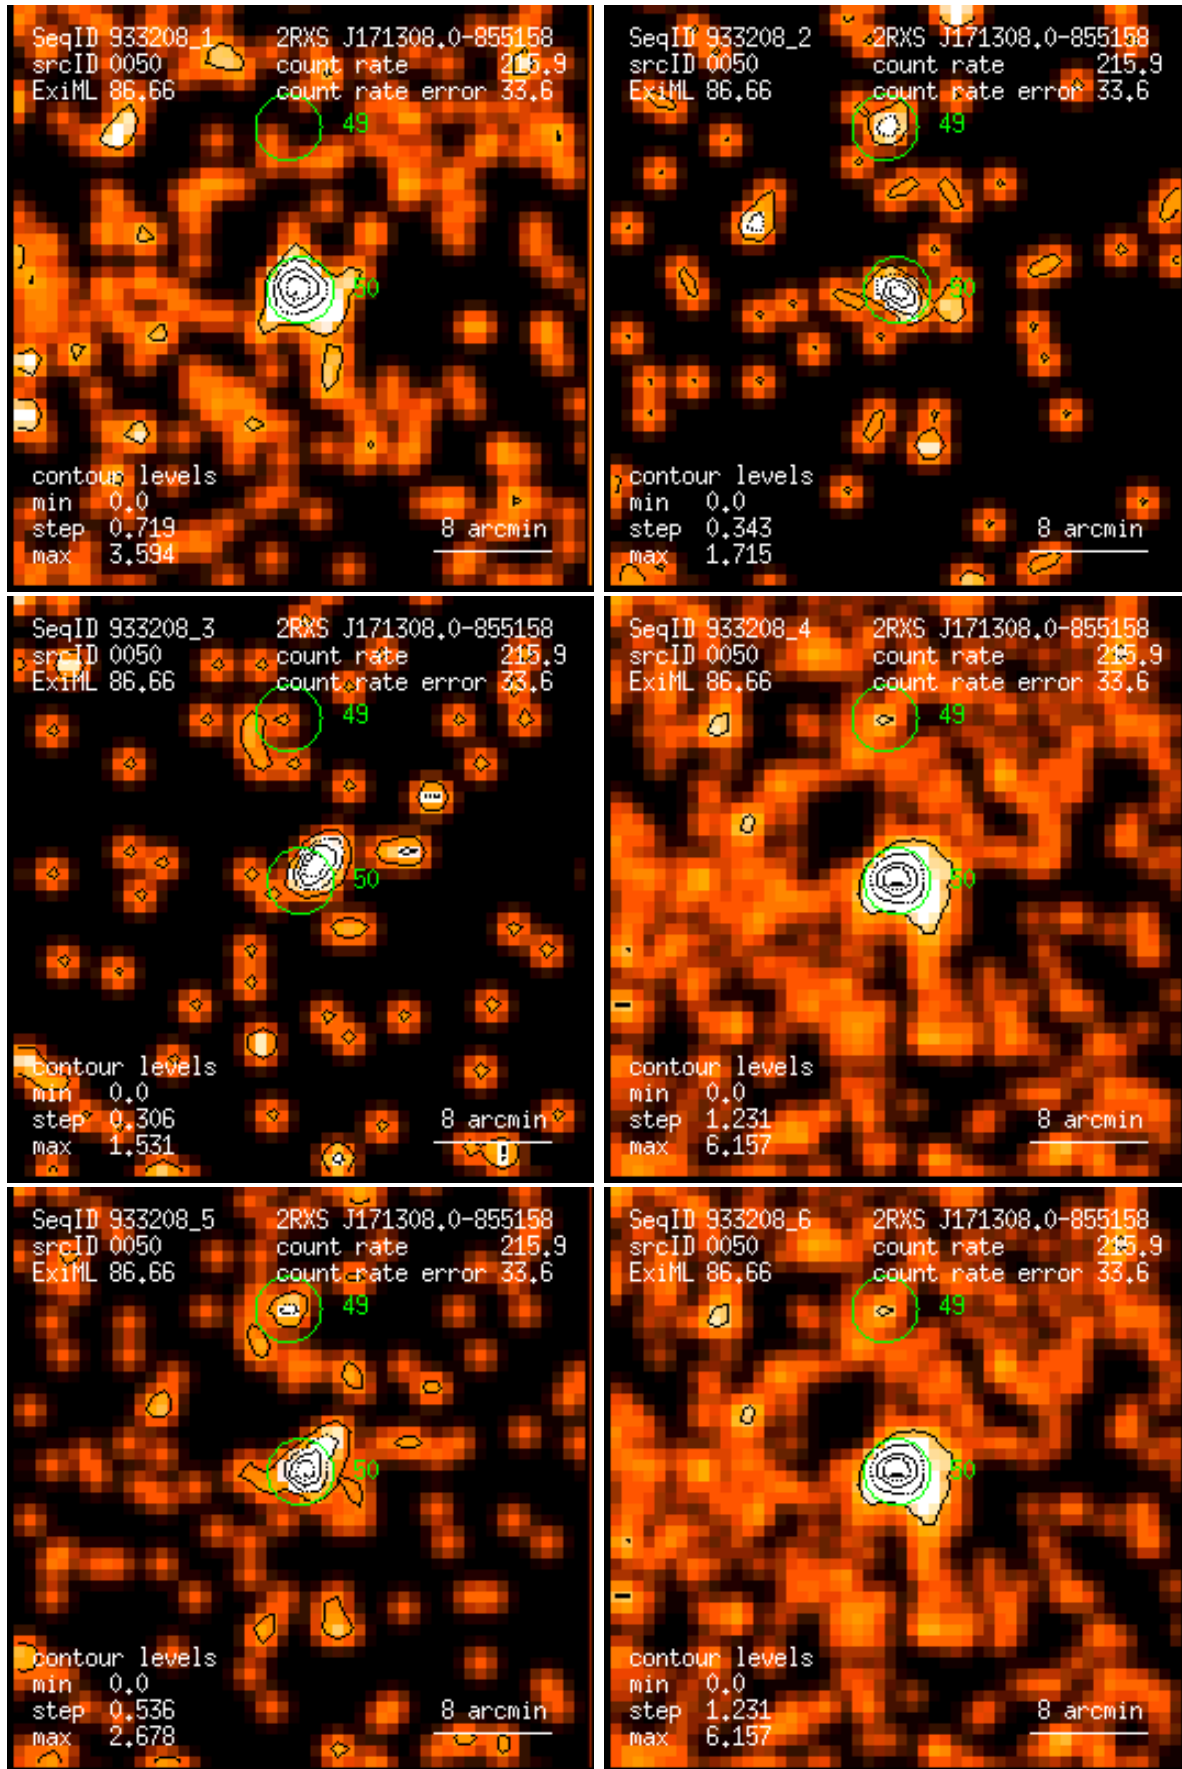 SeqID 933208_1 2RXS J171308.0-855158
srcID 0050 count rate 215.9
ExiML 86.66 count rate error 33.6
49
50
contour levels
min 0.0
step 0.719 8 arcmin
max 3.594
SeqID 933208_2 2RXS J171308.0-855158
srcID 0050 count rate 215.9
ExiML 86.66 count rate error 33.6
49
50
contour levels
min 0.0
step 0.343 8 arcmin
max 1.715
SeqID 933208_3 2RXS J171308.0-855158
srcID 0050 count rate 215.9
ExiML 86.66 count rate error 33.6
49
50
contour levels
min 0.0
step 0.306 8 arcmin
max 1.531
SeqID 933208_4 2RXS J171308.0-855158
srcID 0050 count rate 215.9
ExiML 86.66 count rate error 33.6
49
50
contour levels
min 0.0
step 1.231 8 arcmin
max 6.157
SeqID 933208_5 2RXS J171308.0-855158
srcID 0050 count rate 215.9
ExiML 86.66 count rate error 33.6
49
50
contour levels
min 0.0
step 0.536 8 arcmin
max 2.678
SeqID 933208_6 2RXS J171308.0-855158
srcID 0050 count rate 215.9
ExiML 86.66 count rate error 33.6
49
50
contour levels
min 0.0
step 1.231 8 arcmin
max 6.157